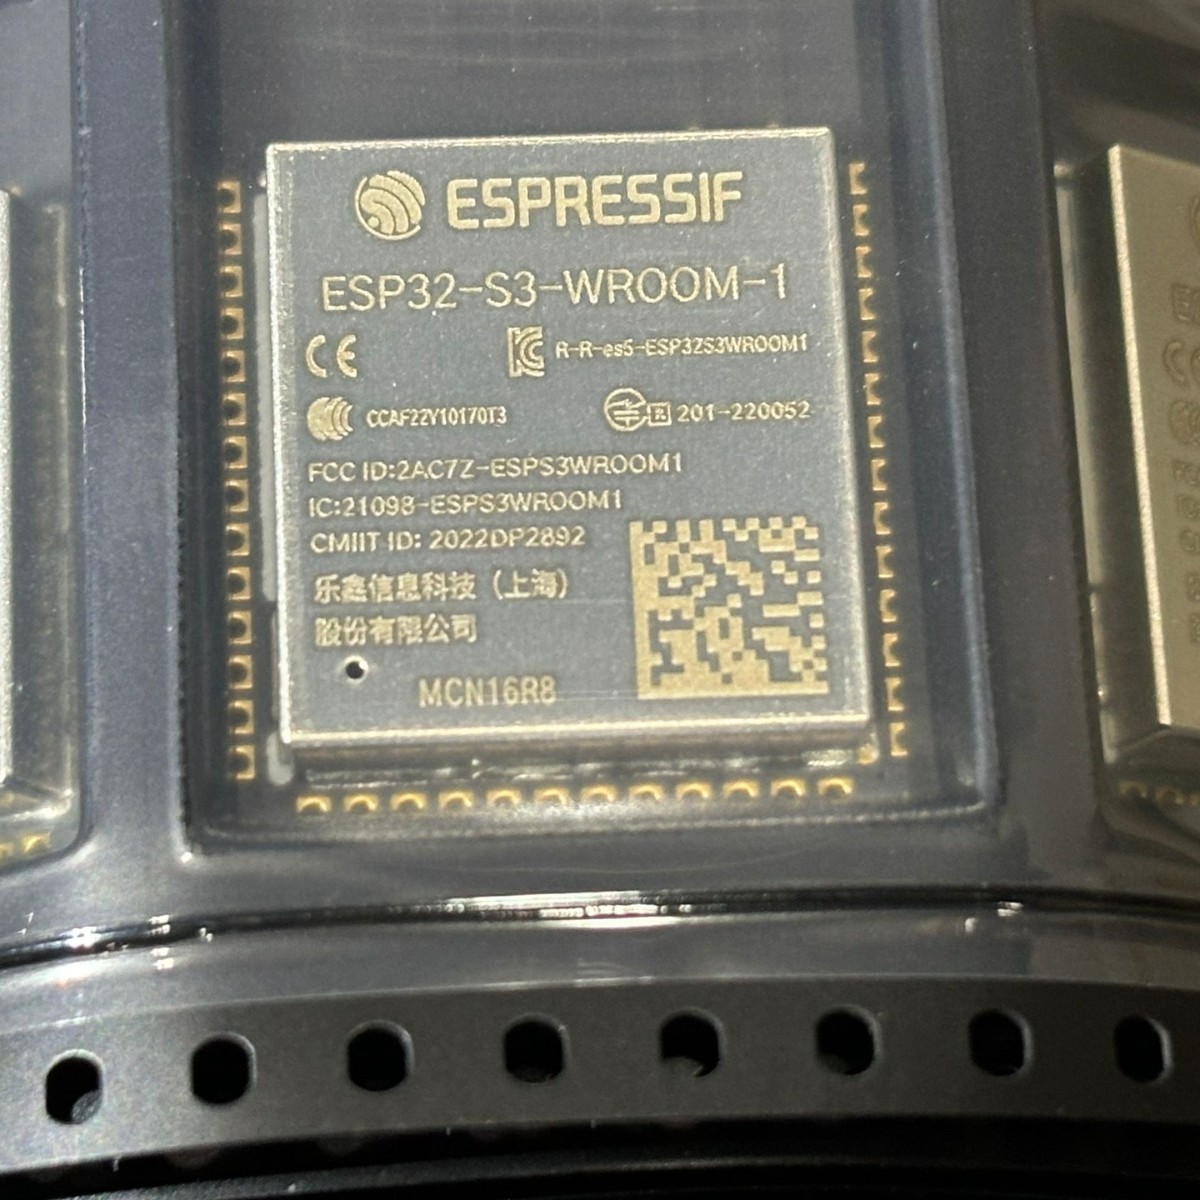 ESPRESSIF
ESP32-S3-WROOM-1
CE R-R-es5-ESP32S3WROOM1
CCAF22Y10170T3 R 201-220052
FCC ID:2AC7Z-ESPS3WROOM1
IC:21098-ESPS3WROOM1
CMIIT ID: 2022DP2892
乐鑫信息科技（上海）
股份有限公司
MCN16R8